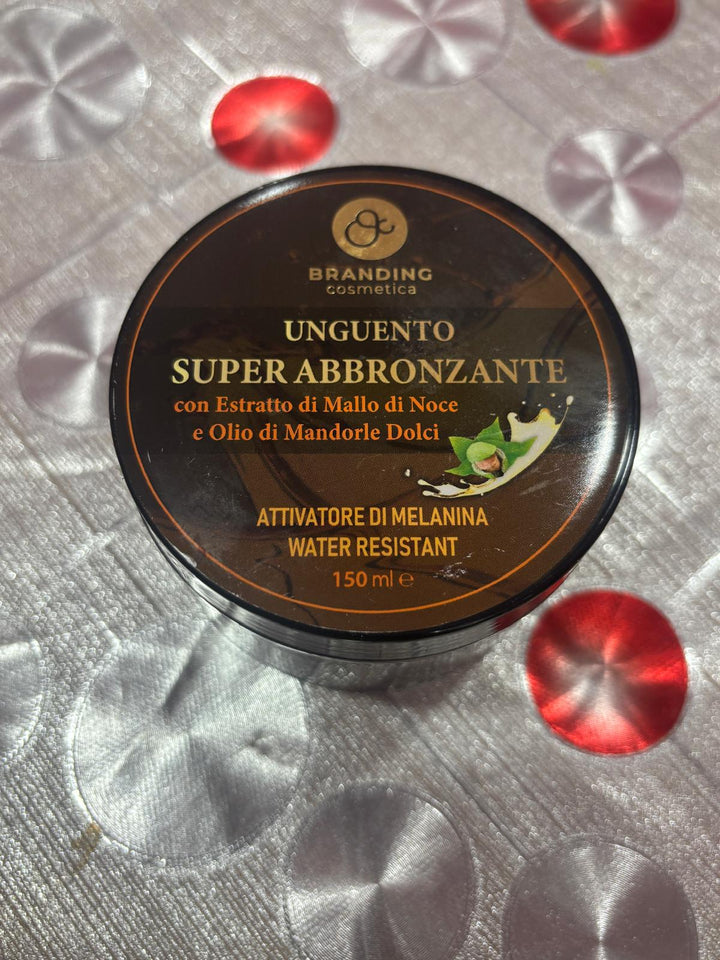 BRANDING
cosmetica
UNGUENTO
SUPER ABBRONZANTE
con Estratto di Mallo di Noce
e Olio di Mandorle Dolci
ATTIVATORE DI MELANINA
WATER RESISTANT
150 ml ℮